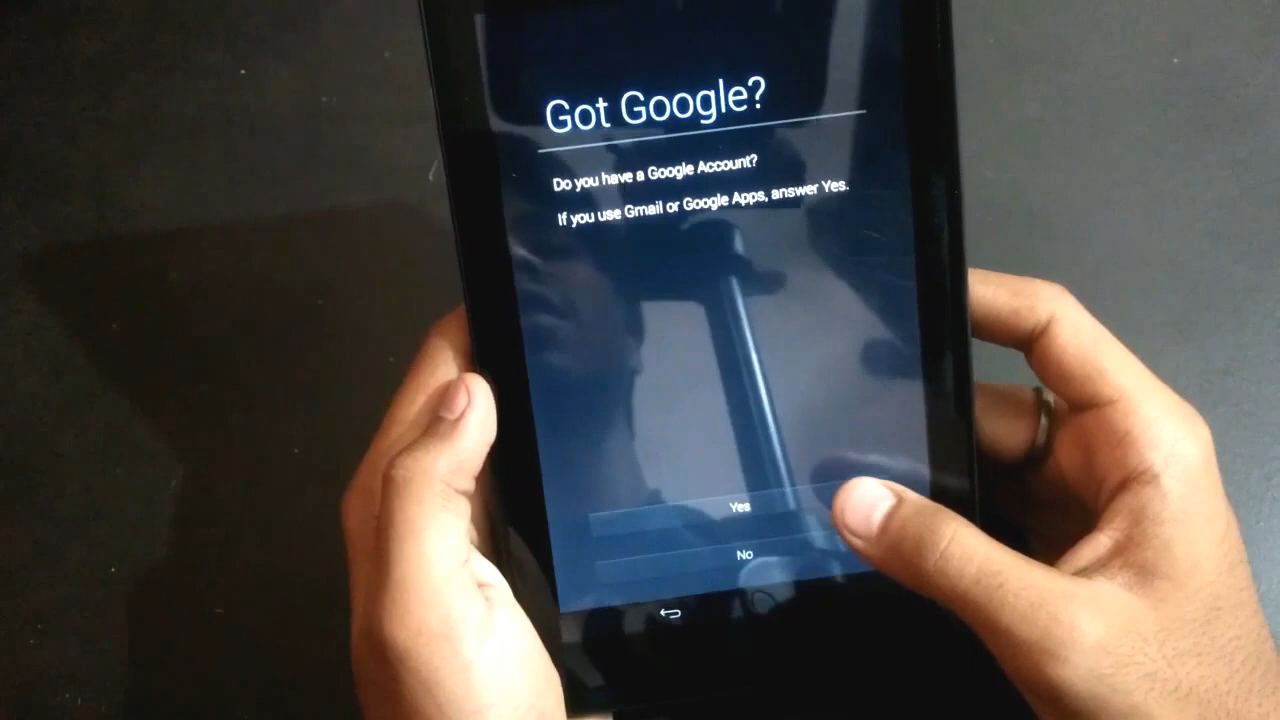 Got Google?
Do you have a Google Account?
If you use Gmail or Google Apps, answer Yes.
Yes
No